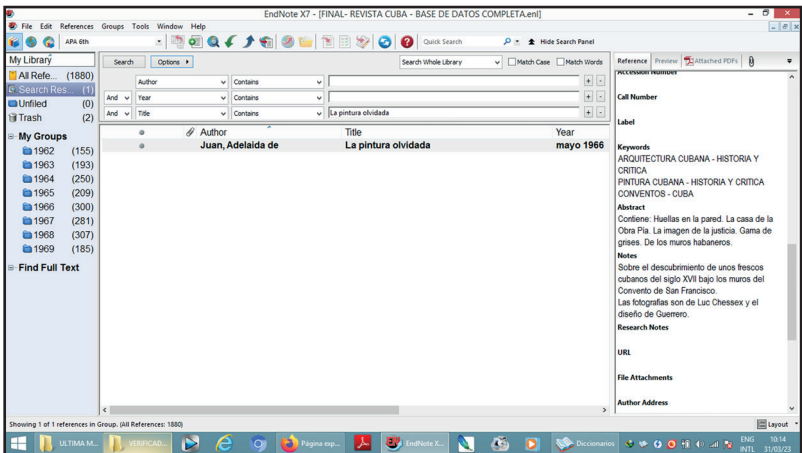 EndNote X7 - [FINAL- REVISTA CUBA - BASE DE DATOS COMPLETA.enl]
File Edit References Groups Tools Window Help
APA 6th
Quick Search
Hide Search Panel
My Library
All Refe... (1880)
Search Res... (1)
Unfiled (0)
Trash (2)
My Groups
1962 (155)
1963 (193)
1964 (250)
1965 (209)
1966 (300)
1967 (281)
1968 (307)
1969 (185)
Find Full Text
Search Options Search Whole Library Match Case Match Words
Author Contains + -
And Year Contains + -
And Title Contains La pintura olvidada + -
Author Title Year
Juan, Adelaida de La pintura olvidada mayo 1966
Reference Preview Attached PDFs
Accession Number
Call Number
Label
Keywords
ARQUITECTURA CUBANA - HISTORIA Y
CRITICA
PINTURA CUBANA - HISTORIA Y CRITICA
CONVENTOS - CUBA
Abstract
Contiene: Huellas en la pared. La casa de la
Obra Pia. La imagen de la justicia. Gama de
grises. De los muros habaneros.
Notes
Sobre el descubrimiento de unos frescos
cubanos del siglo XVII bajo los muros del
Convento de San Francisco.
Las fotografias son de Luc Chessex y el
diseño de Guerrero.
Research Notes
URL
File Attachments
Author Address
Showing 1 of 1 references in Group. (All References: 1880)
Layout
ULTIMA M... VERIFICAD... Página exp... EndNote X... Diccionarios
ENG 10:14
INTL 31/03/23